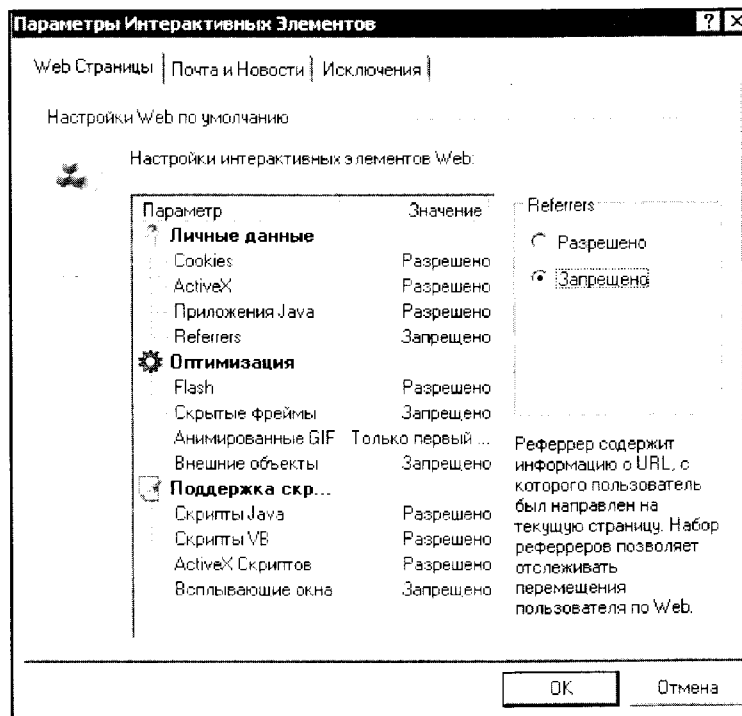 Параметры Интерактивных Элементов
Web Страницы Почта и Новости Исключения
Настройки Web по умолчанию
Настройки интерактивных элементов Web:
Параметр Значение
Личные данные
Cookies Разрешено
ActiveX Разрешено
Приложения Java Разрешено
Referrers Запрещено
Оптимизация
Flash Разрешено
Скрытые фреймы Запрещено
Анимированные GIF Только первый ...
Внешние объекты Запрещено
Поддержка скр...
Скрипты Java Разрешено
Скрипты VB Разрешено
ActiveX Скриптов Разрешено
Всплывающие окна Запрещено
Referrers
Разрешено
Запрещено
Реферрер содержит
информацию о URL, с
которого пользователь
был направлен на
текущую страницу. Набор
реферреров позволяет
отслеживать
перемещения
пользователя по Web.
OK Отмена